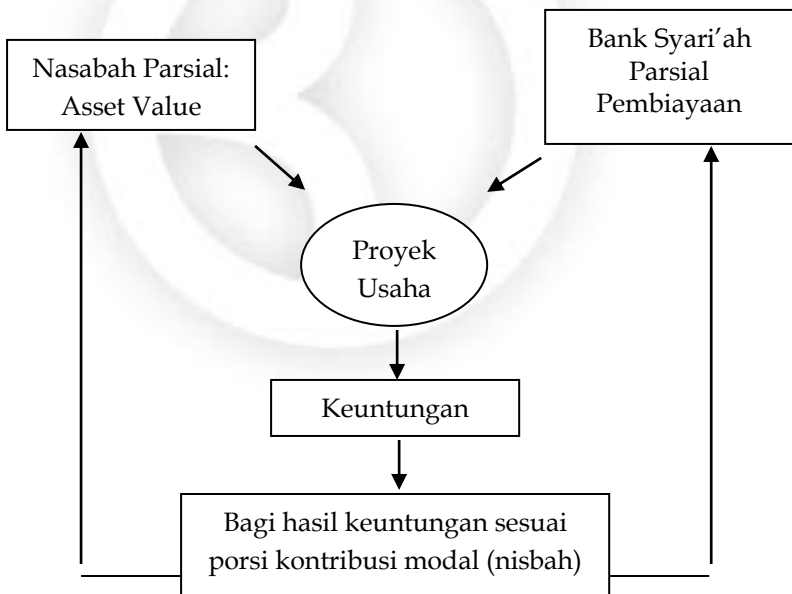 Nasabah Parsial:
Asset Value
Bank Syari’ah
Parsial
Pembiayaan
Proyek
Usaha
Keuntungan
Bagi hasil keuntungan sesuai
porsi kontribusi modal (nisbah)